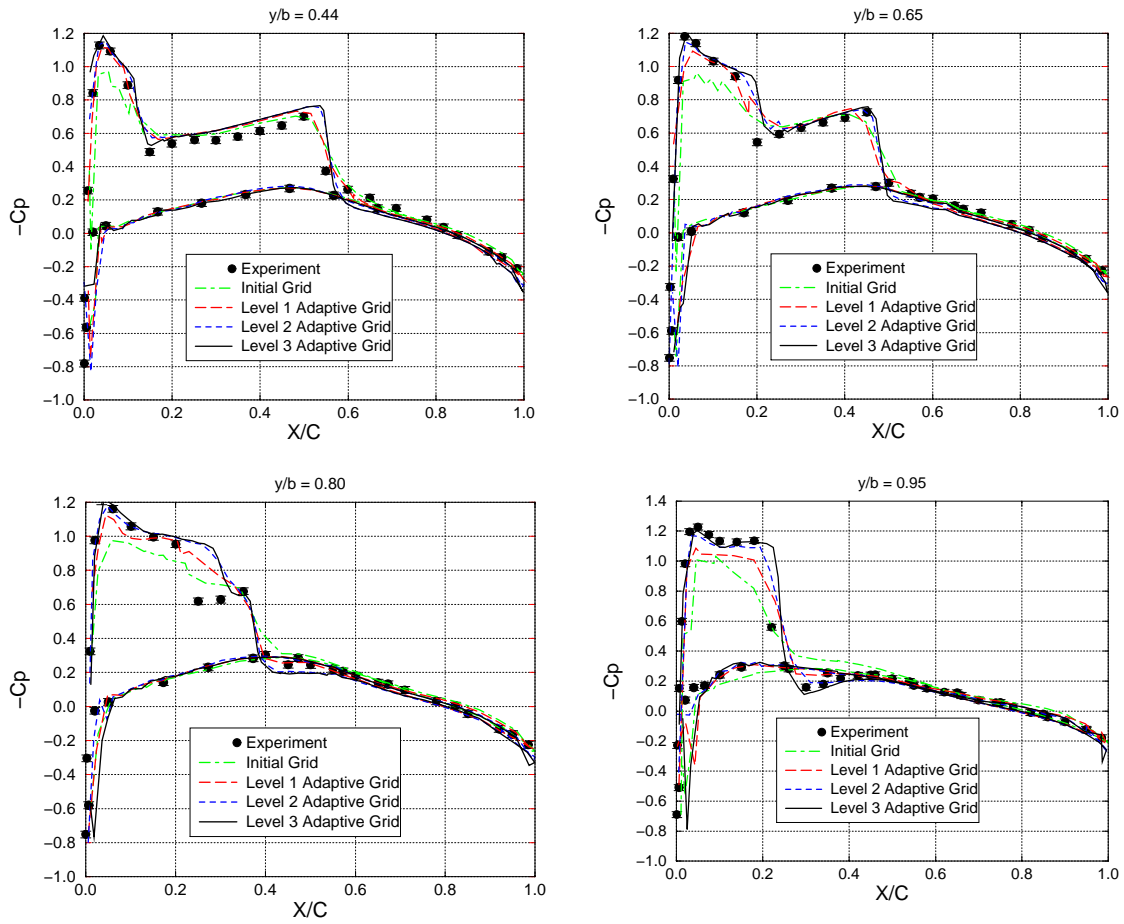 y/b = 0.44
1.2
1.0
0.8
0.6
0.4
0.2
0.0
−0.2
−0.4
−0.6
−0.8
−1.0
−Cp
0.0 0.2 0.4 0.6 0.8 1.0
X/C
Experiment
Initial Grid
Level 1 Adaptive Grid
Level 2 Adaptive Grid
Level 3 Adaptive Grid
y/b = 0.65
1.2
1.0
0.8
0.6
0.4
0.2
0.0
−0.2
−0.4
−0.6
−0.8
−1.0
−Cp
0.0 0.2 0.4 0.6 0.8 1.0
X/C
Experiment
Initial Grid
Level 1 Adaptive Grid
Level 2 Adaptive Grid
Level 3 Adaptive Grid
y/b = 0.80
1.2
1.0
0.8
0.6
0.4
0.2
0.0
−0.2
−0.4
−0.6
−0.8
−1.0
−Cp
0.0 0.2 0.4 0.6 0.8 1.0
X/C
Experiment
Initial Grid
Level 1 Adaptive Grid
Level 2 Adaptive Grid
Level 3 Adaptive Grid
y/b = 0.95
1.4
1.2
1.0
0.8
0.6
0.4
0.2
0.0
−0.2
−0.4
−0.6
−0.8
−1.0
−Cp
0.0 0.2 0.4 0.6 0.8 1.0
X/C
Experiment
Initial Grid
Level 1 Adaptive Grid
Level 2 Adaptive Grid
Level 3 Adaptive Grid